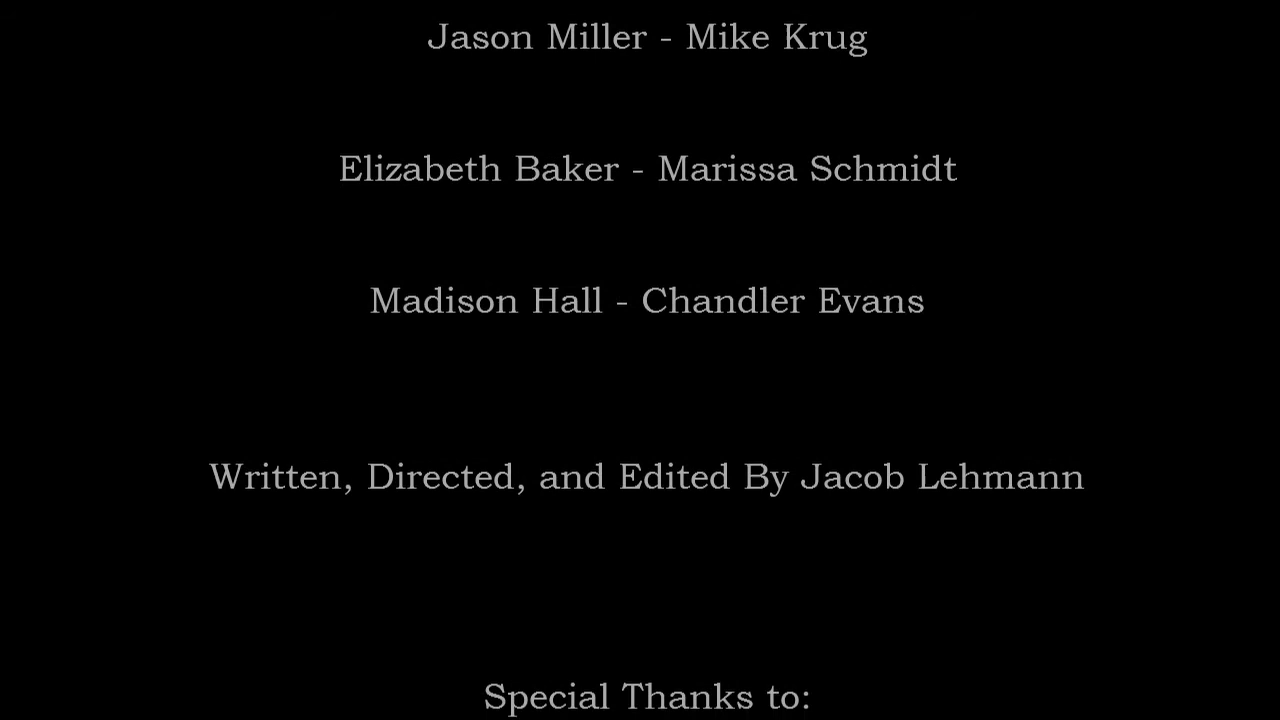 Jason Miller - Mike Krug
Elizabeth Baker - Marissa Schmidt
Madison Hall - Chandler Evans
Written, Directed, and Edited By Jacob Lehmann
Special Thanks to: